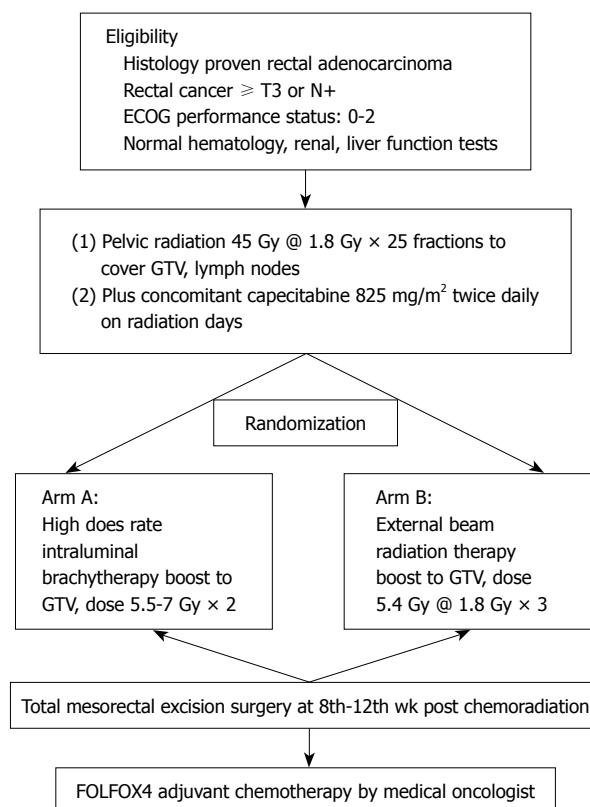 Eligibility
Histology proven rectal adenocarcinoma
Rectal cancer ⩾ T3 or N+
ECOG performance status: 0-2
Normal hematology, renal, liver function tests
(1) Pelvic radiation 45 Gy @ 1.8 Gy × 25 fractions to
cover GTV, lymph nodes
(2) Plus concomitant capecitabine 825 mg/m² twice daily
on radiation days
Randomization
Arm A:
High does rate
intraluminal
brachytherapy boost to
GTV, dose 5.5-7 Gy × 2
Arm B:
External beam
radiation therapy
boost to GTV, dose
5.4 Gy @ 1.8 Gy × 3
Total mesorectal excision surgery at 8th-12th wk post chemoradiation
FOLFOX4 adjuvant chemotherapy by medical oncologist